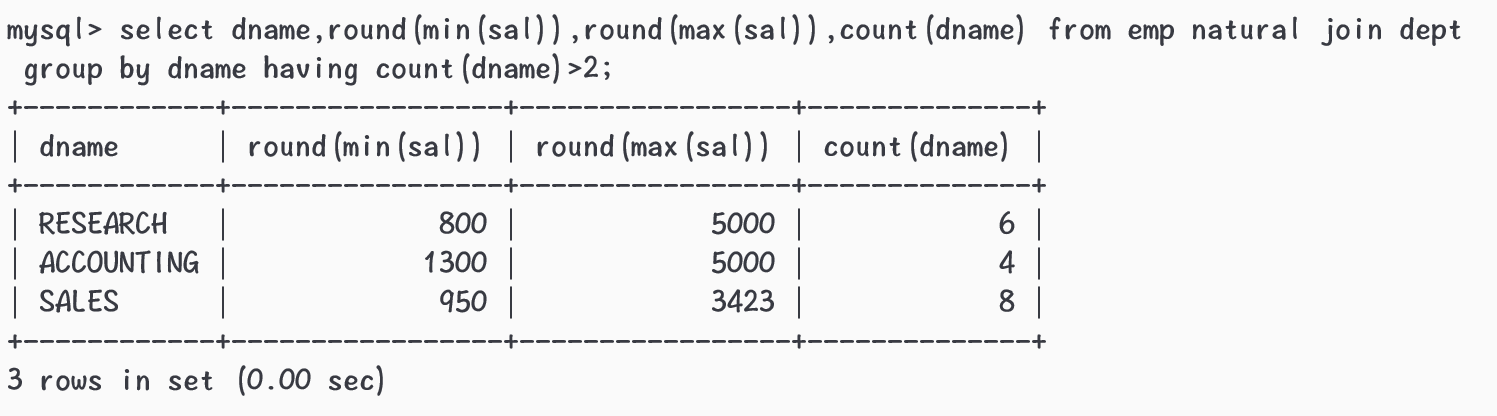 mysql> select dname,round(min(sal)),round(max(sal)),count(dname) from emp natural join dept
 group by dname having count(dname)>2;
+------------+-----------------+-----------------+--------------+
| dname      | round(min(sal)) | round(max(sal)) | count(dname) |
+------------+-----------------+-----------------+--------------+
| RESEARCH   |             800 |            5000 |            6 |
| ACCOUNTING |            1300 |            5000 |            4 |
| SALES      |             950 |            3423 |            8 |
+------------+-----------------+-----------------+--------------+
3 rows in set (0.00 sec)